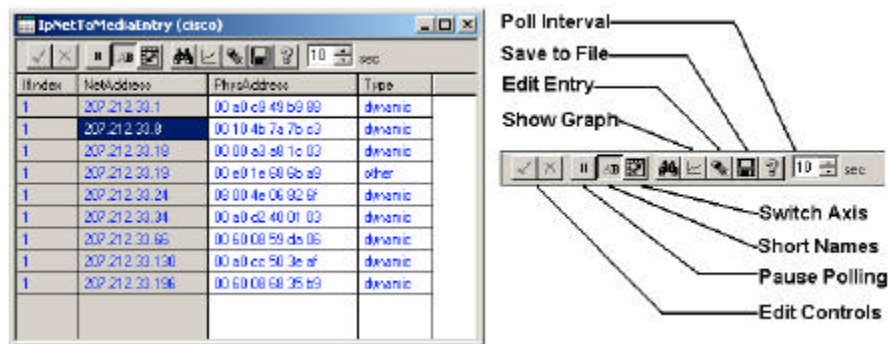 IpNetToMediaEntry (cisco)
10 sec
IfIndex NetAddress PhysAddress Type
1 207.212.33.1 00 a0 c8 49 b9 88 dynamic
1 207.212.33.8 00 10 4b 7a 7b c3 dynamic
1 207.212.33.18 00 00 a3 a8 1c 03 dynamic
1 207.212.33.19 00 e0 1e 68 6b a9 other
1 207.212.33.24 08 00 4e 06 82 6f dynamic
1 207.212.33.34 00 a0 d2 40 01 03 dynamic
1 207.212.33.66 00 60 08 59 da 06 dynamic
1 207.212.33.130 00 a0 cc 50 3e af dynamic
1 207.212.33.196 00 60 08 68 35 b9 dynamic
Poll Interval
Save to File
Edit Entry
Show Graph
AB 10 sec
Switch Axis
Short Names
Pause Polling
Edit Controls